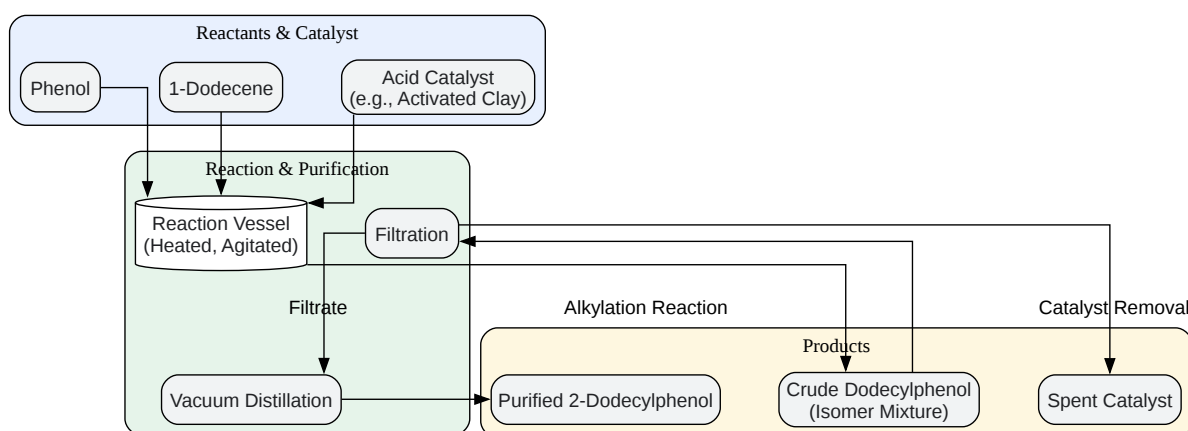 Reactants & Catalyst
Phenol
1-Dodecene
Acid Catalyst
(e.g., Activated Clay)
Reaction & Purification
Reaction Vessel
(Heated, Agitated)
Filtration
Filtrate
Alkylation Reaction
Catalyst Removal
Products
Vacuum Distillation
Purified 2-Dodecylphenol
Crude Dodecylphenol
(Isomer Mixture)
Spent Catalyst